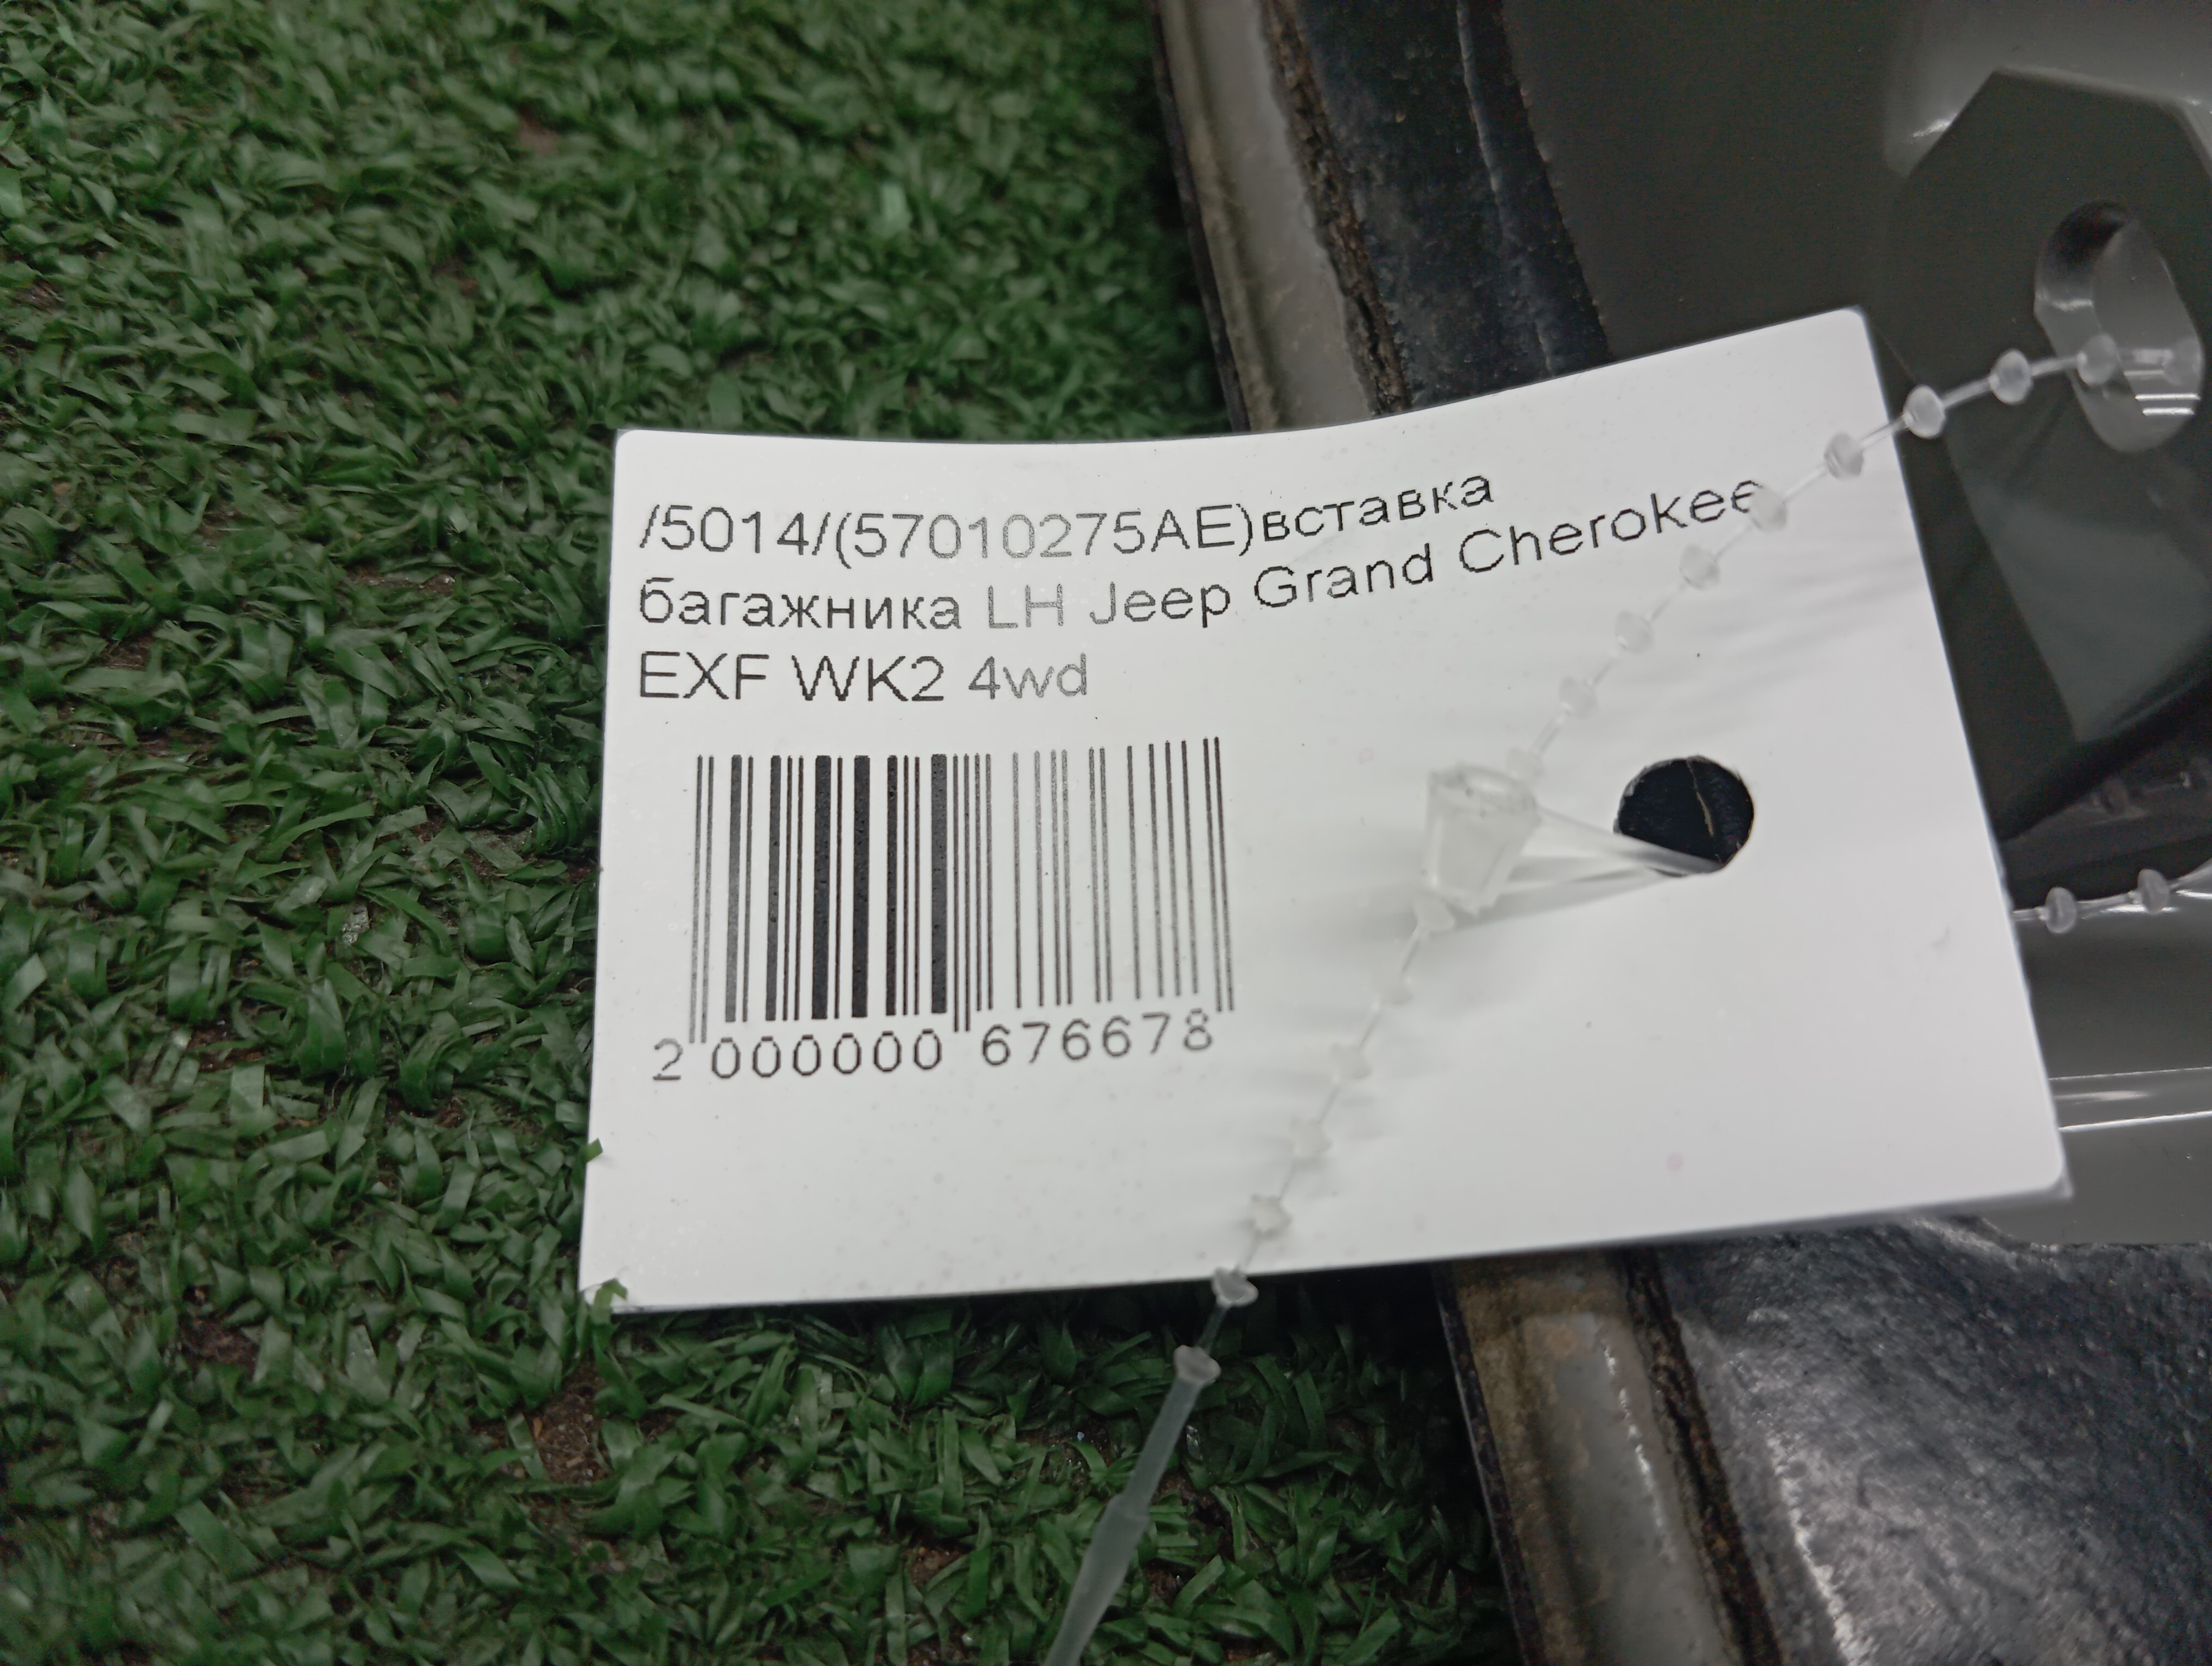 /5014/(57010275AE)вставка
багажника LH Jeep Grand Cherokee
EXF WK2 4wd
2 000000 676678